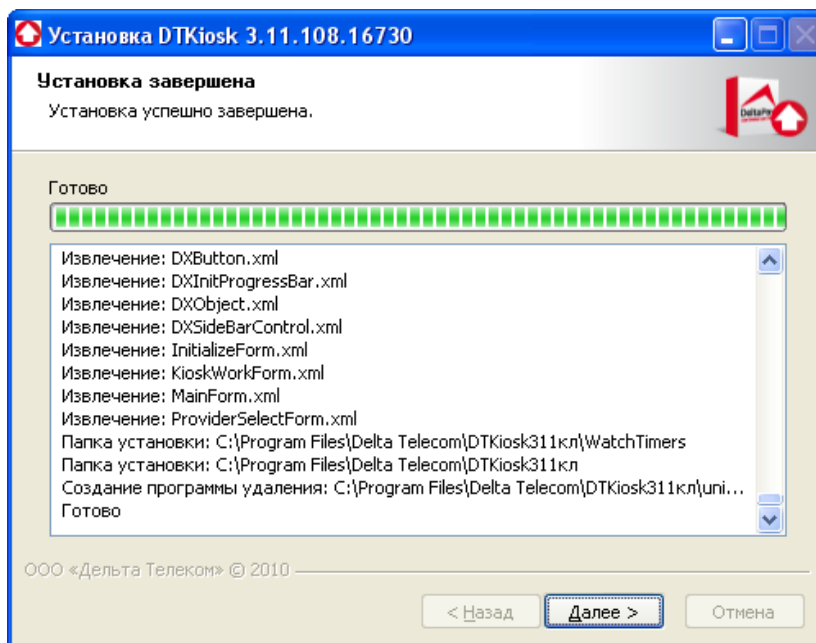 Установка DTKiosk 3.11.108.16730
Установка завершена
Установка успешно завершена.
DeltaPay
Готово
Извлечение: DXButton.xml
Извлечение: DXInitProgressBar.xml
Извлечение: DXObject.xml
Извлечение: DXSideBarControl.xml
Извлечение: InitializeForm.xml
Извлечение: KioskWorkForm.xml
Извлечение: MainForm.xml
Извлечение: ProviderSelectForm.xml
Папка установки: C:\Program Files\Delta Telecom\DTKiosk311кл\WatchTimers
Папка установки: C:\Program Files\Delta Telecom\DTKiosk311кл
Создание программы удаления: C:\Program Files\Delta Telecom\DTKiosk311кл\uni...
Готово
ООО «Дельта Телеком» © 2010
< Назад
Далее >
Отмена